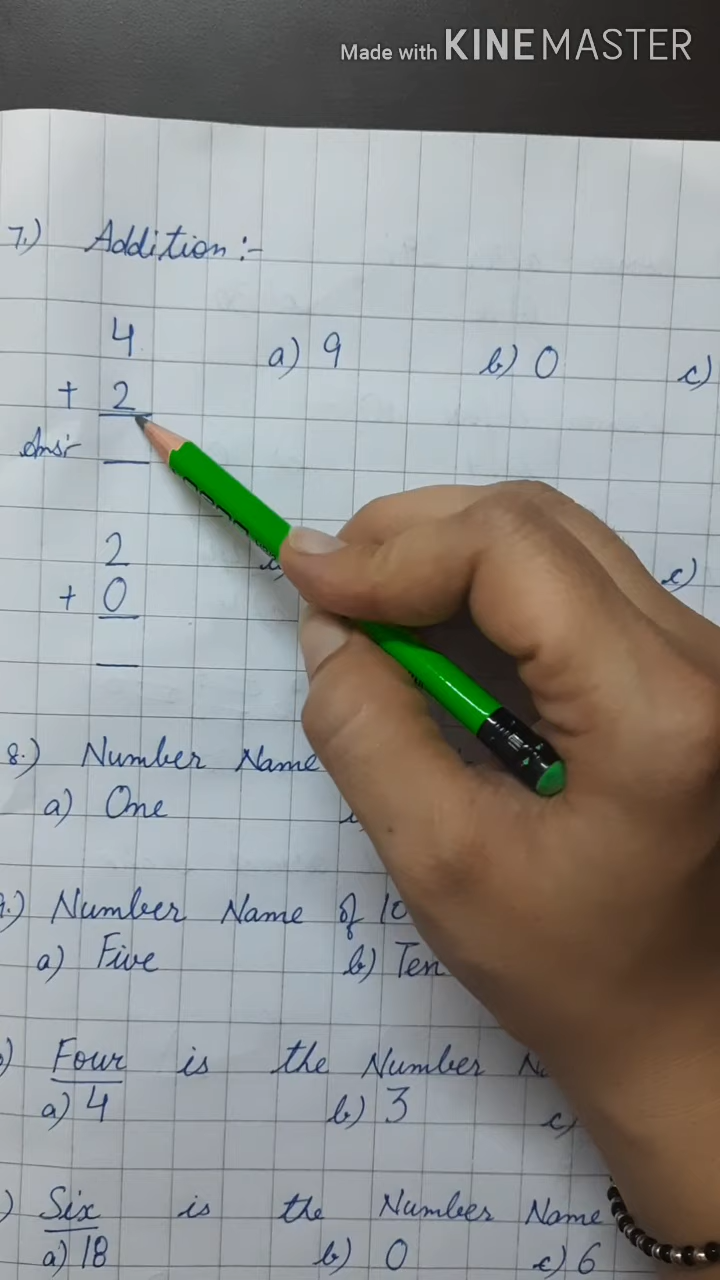 Made with KINEMASTER
7.) Addition :-
4 a) 9 b) 0 c)
+ 2
Ans:-
2 c)
+ 0
8.) Number Name
a) One
9.) Number Name of 10
a) Five b) Ten
) Four is the Number
a) 4 b) 3 c)
) Six is the Number Name
a) 18 b) 0 c) 6